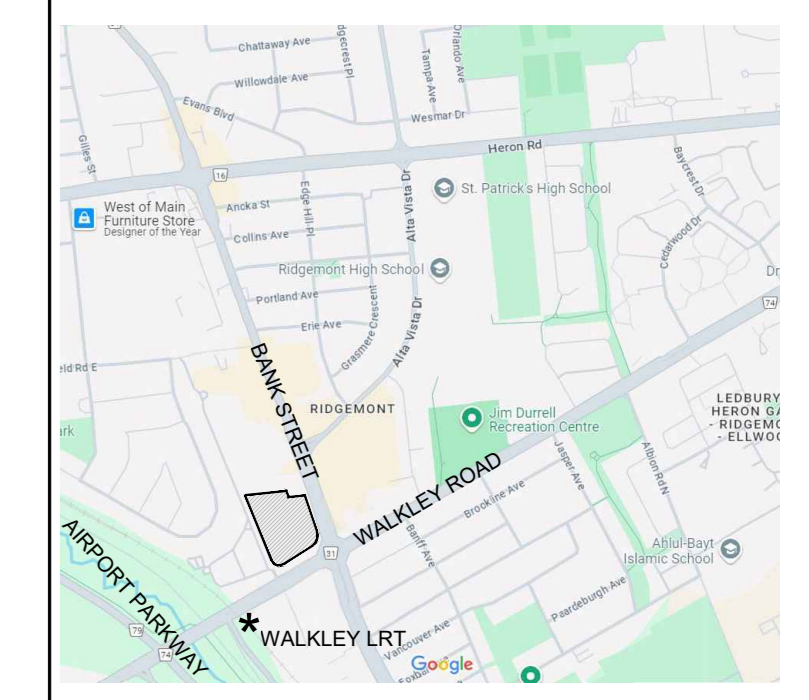 Chattaway Ave
Willowdale Ave
Evans Blvd
Gilles St
Tampa Ave
Orlando Ave
Wesmar Dr
Heron Rd
16
St. Patrick's High School
Baycrest Dr
West of Main
Furniture Store
Designer of the Year
Ancka St
Edge Hill Pl
Alta Vista Dr
Collins Ave
Cedarwood Dr
Ridgemont High School
Portland Ave
74
Erie Ave
Grasmere Crescent
Alta Vista Dr
BANK STREET
RIDGEMONT
LEDBURY
HERON GA
- RIDGEMO
- ELLWOO
Jim Durrell
Recreation Centre
WALKLEY ROAD
Jasper Ave
Albion Rd N
Brookline Ave
31
Banff Ave
Ahlul-Bayt
Islamic School
AIRPORT PARKWAY
Paardeburgh Ave
79
74
* WALKLEY LRT
Vancouver Ave
Google